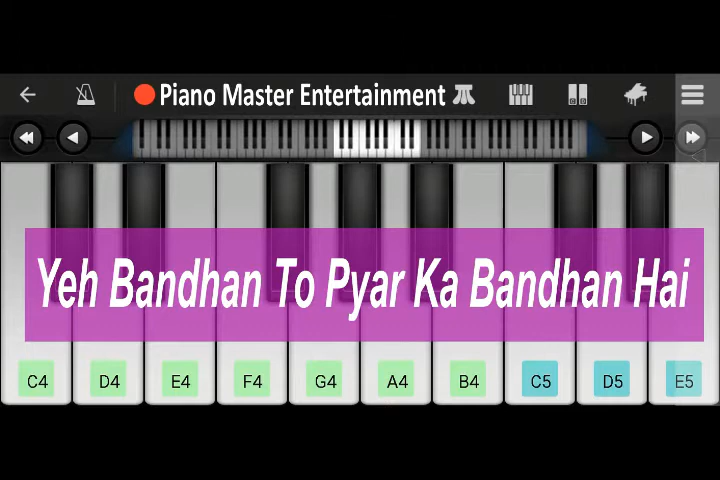 Piano Master Entertainment
Yeh Bandhan To Pyar Ka Bandhan Hai
C4 D4 E4 F4 G4 A4 B4 C5 D5 E5